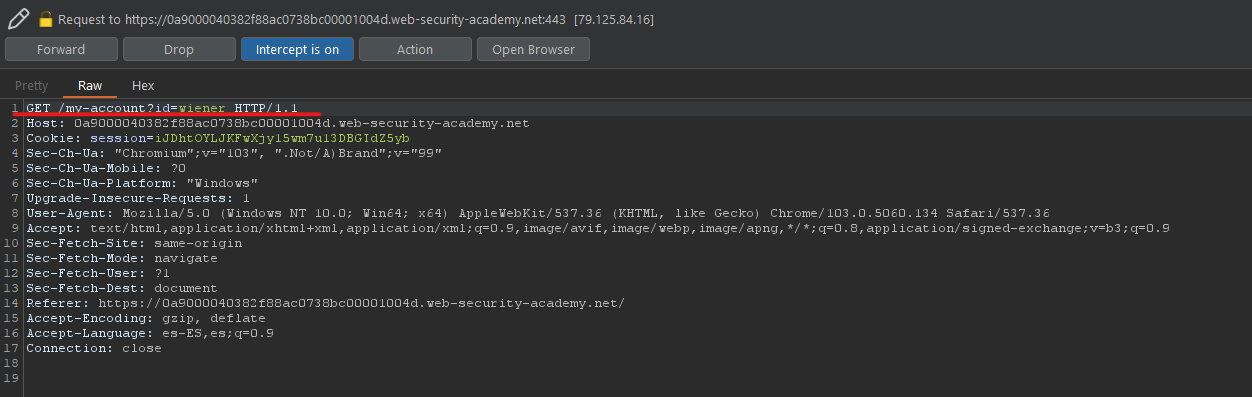 Request to https://0a9000040382f88ac0738bc00001004d.web-security-academy.net:443 [79.125.84.16]
Forward Drop Intercept is on Action Open Browser
Pretty Raw Hex
1 GET /my-account?id=wiener HTTP/1.1
2 Host: 0a9000040382f88ac0738bc00001004d.web-security-academy.net
3 Cookie: session=iJDhtOYLJKFwXjy15wm7u13DBGIdZ5yb
4 Sec-Ch-Ua: "Chromium";v="103", ".Not/A)Brand";v="99"
5 Sec-Ch-Ua-Mobile: ?0
6 Sec-Ch-Ua-Platform: "Windows"
7 Upgrade-Insecure-Requests: 1
8 User-Agent: Mozilla/5.0 (Windows NT 10.0; Win64; x64) AppleWebKit/537.36 (KHTML, like Gecko) Chrome/103.0.5060.134 Safari/537.36
9 Accept: text/html,application/xhtml+xml,application/xml;q=0.9,image/avif,image/webp,image/apng,*/*;q=0.8,application/signed-exchange;v=b3;q=0.9
10 Sec-Fetch-Site: same-origin
11 Sec-Fetch-Mode: navigate
12 Sec-Fetch-User: ?1
13 Sec-Fetch-Dest: document
14 Referer: https://0a9000040382f88ac0738bc00001004d.web-security-academy.net/
15 Accept-Encoding: gzip, deflate
16 Accept-Language: es-ES,es;q=0.9
17 Connection: close
18
19